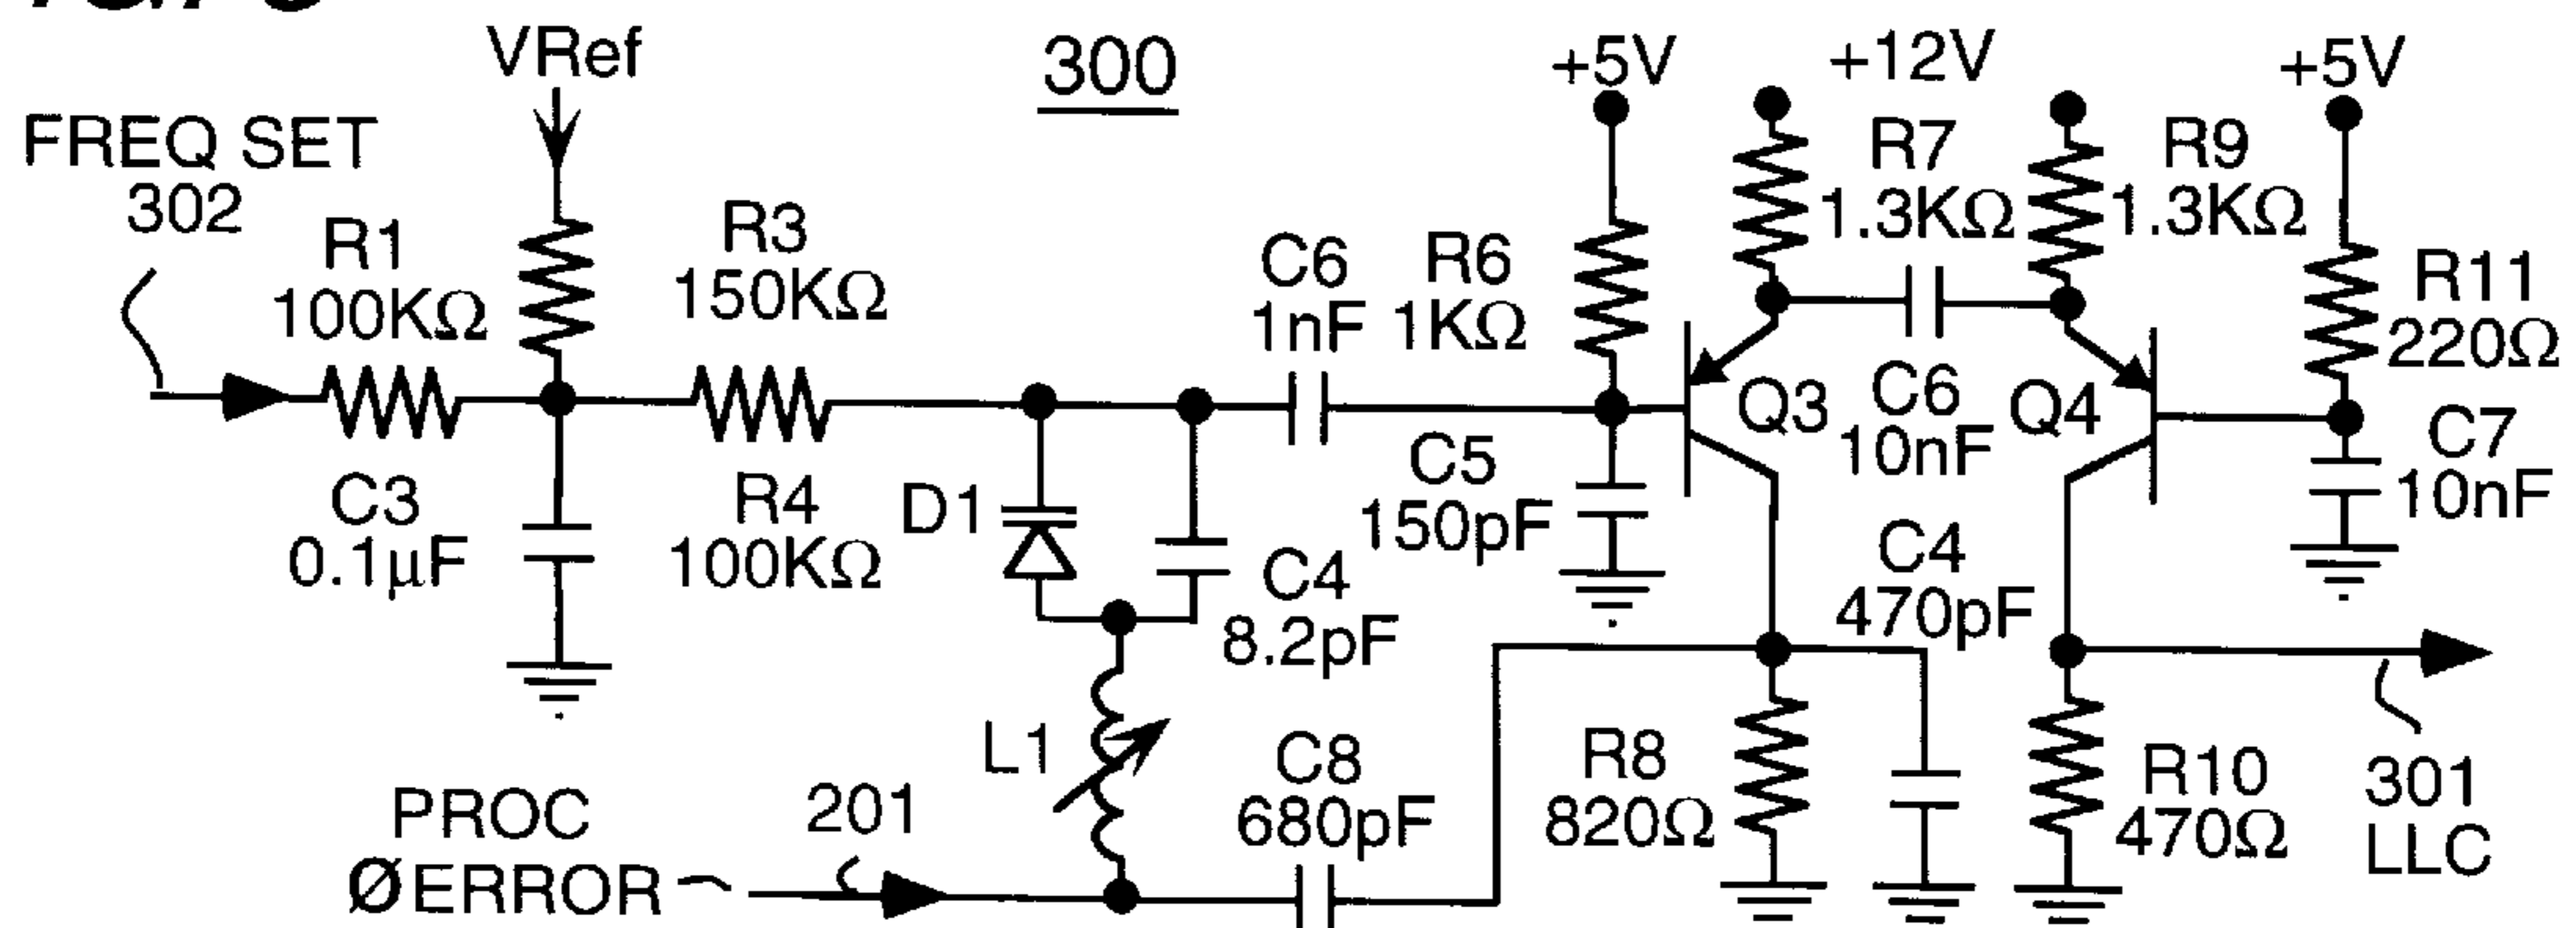 VRef
300
+5V
+12V
+5V
FREQ SET
302
R1
100KΩ
R3
150KΩ
C6
1nF
R6
1KΩ
R7
1.3KΩ
R9
1.3KΩ
R11
220Ω
Q3
C6
10nF
Q4
C7
10nF
C3
0.1µF
R4
100KΩ
D1
C4
8.2pF
C5
150pF
C4
470pF
L1
C8
680pF
R8
820Ω
R10
470Ω
301
LLC
PROC
ØERROR
201